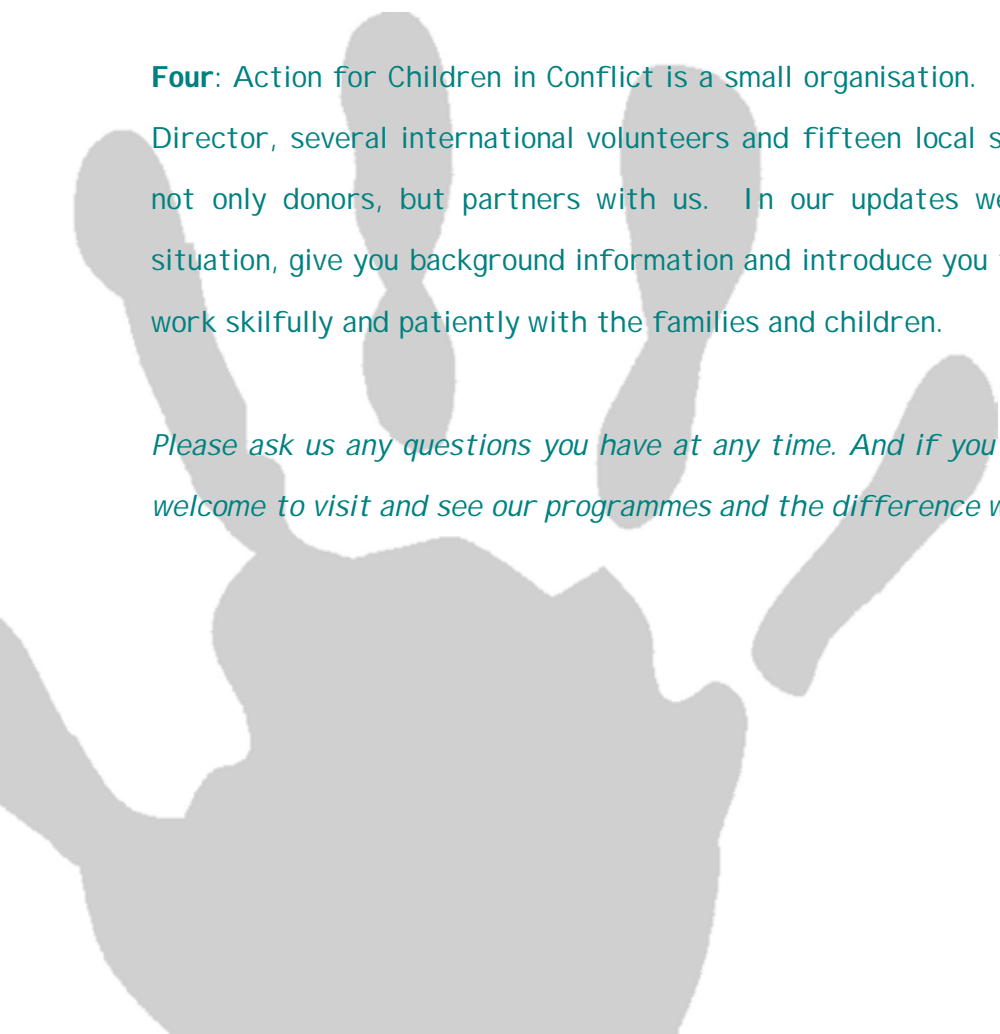 Four: Action for Children in Conflict is a small organisation.
Director, several international volunteers and fifteen local
not only donors, but partners with us. In our updates
situation, give you background information and introduce you
work skilfully and patiently with the families and children.
Please ask us any questions you have at any time. And if you
welcome to visit and see our programmes and the difference